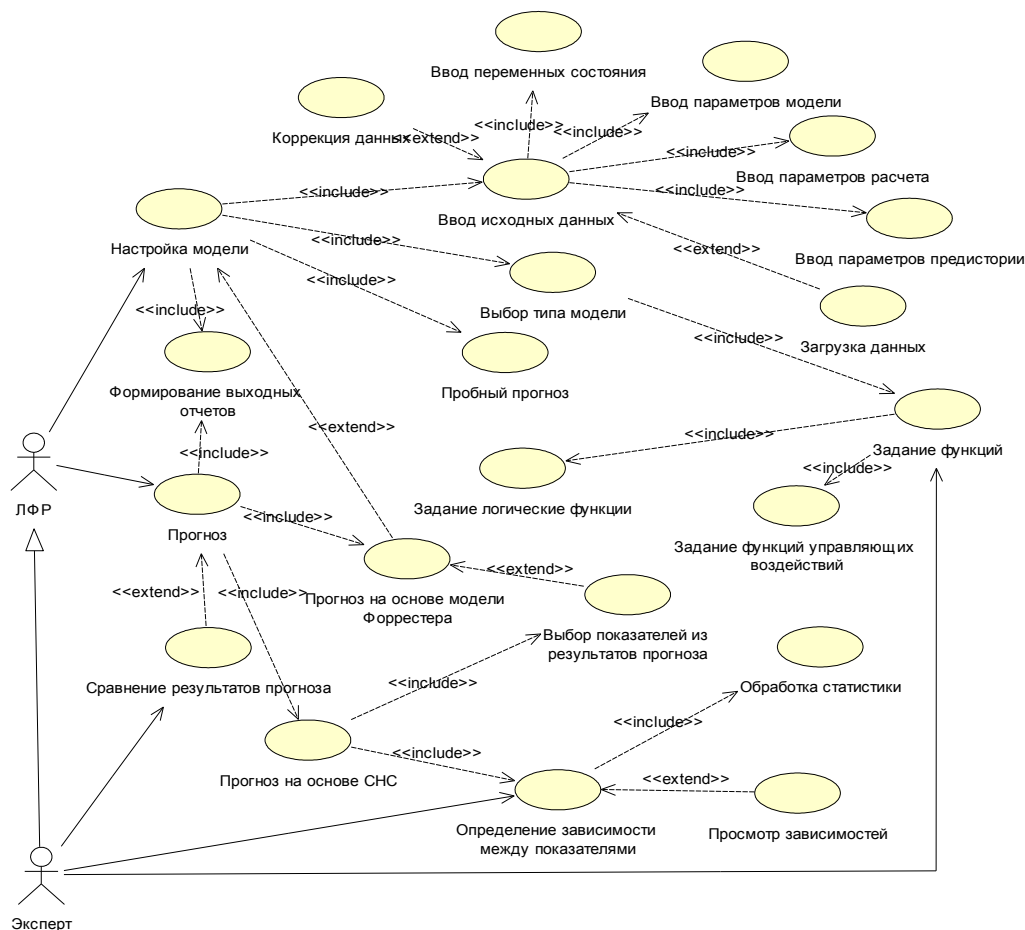 Ввод переменных состояния
Ввод параметров модели
Коррекция данных
<<extend>>
<<include>>
<<include>>
<<include>>
Ввод параметров расчета
<<include>>
<<include>>
Ввод исходных данных
Настройка модели
<<include>>
<<extend>>
Ввод параметров предистории
<<include>>
Выбор типа модели
<<include>>
<<include>>
Загрузка данных
Формирование выходных
отчетов
Пробный прогноз
<<extend>>
<<include>>
Задание функций
<<include>>
<<include>>
ЛФР
Задание логические функции
<<include>>
Прогноз
Задание функций управляющих
воздействий
<<extend>>
<<extend>>
<<include>>
Прогноз на основе модели
Форрестера
Выбор показателей из
результатов прогноза
Сравнение результатов прогноза
<<include>>
Обработка статистики
<<include>>
<<include>>
Прогноз на основе СНС
<<extend>>
Определение зависимости
между показателями
Просмотр зависимостей
Эксперт